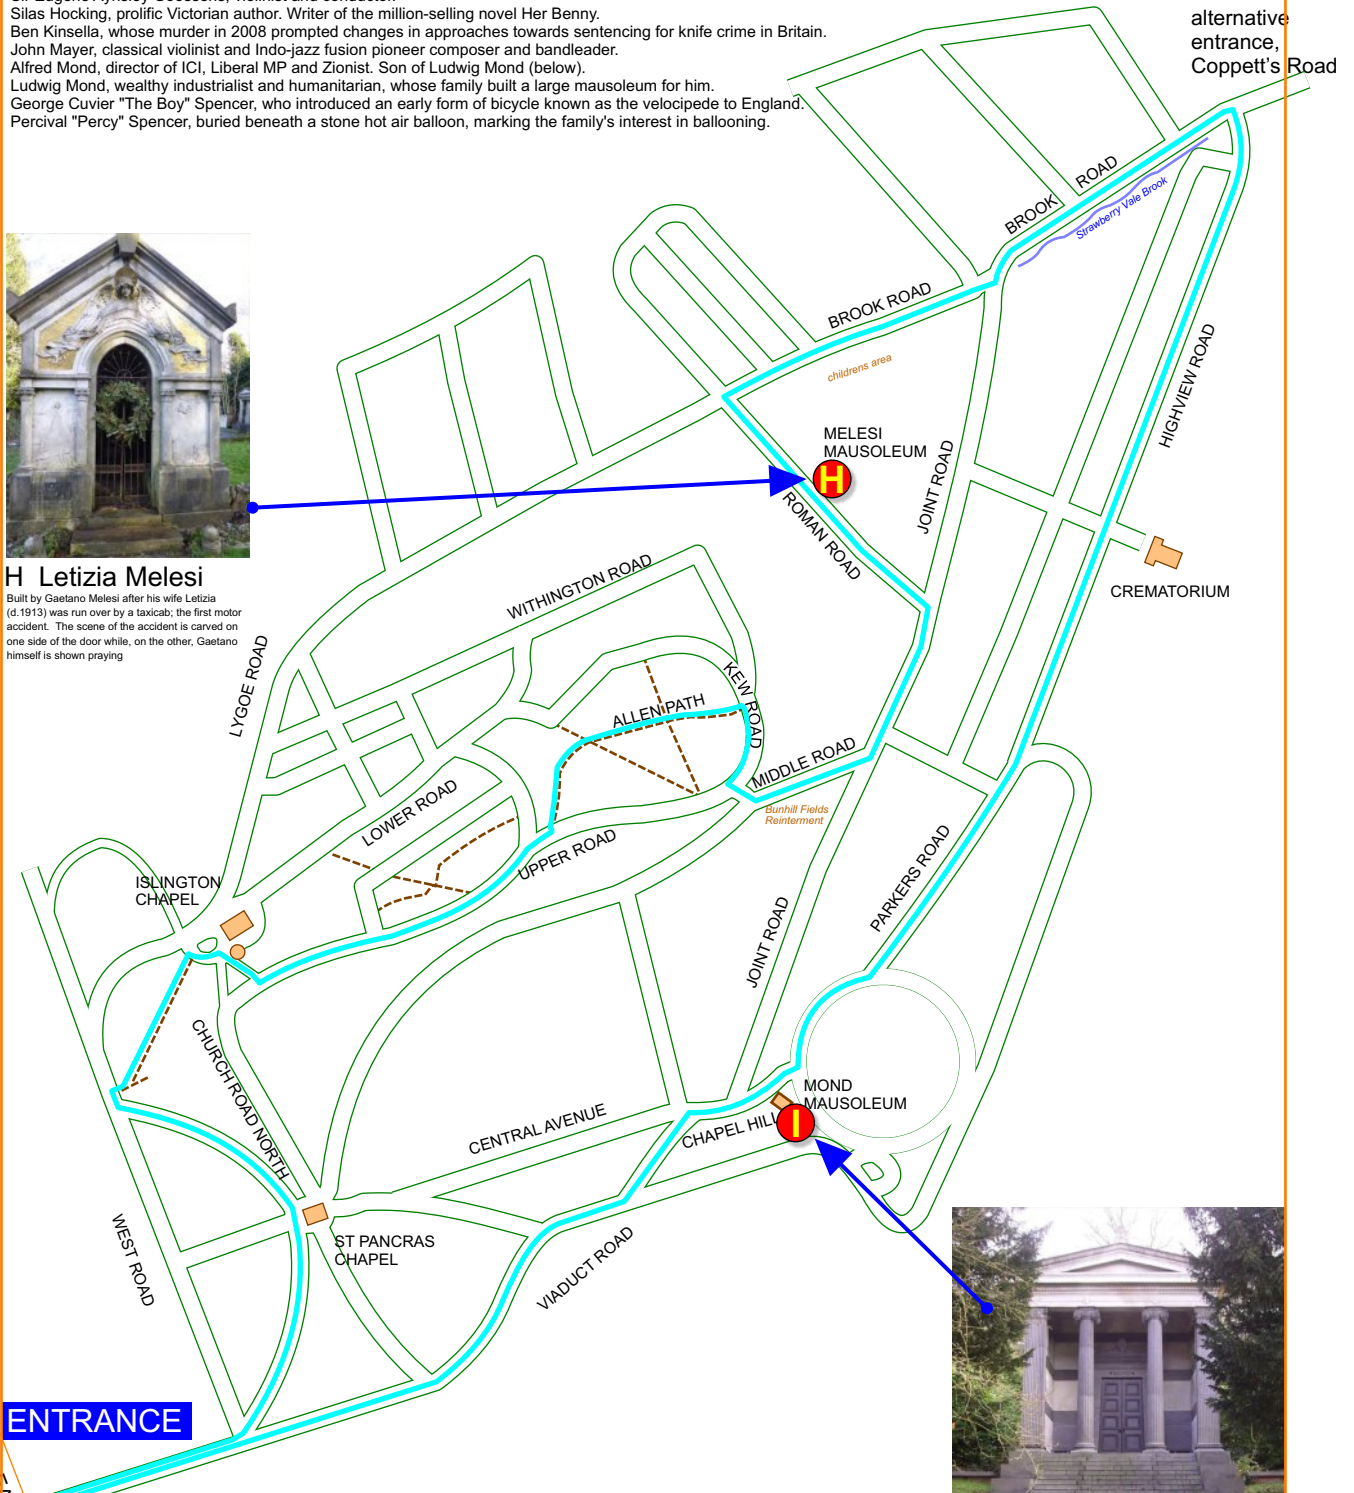 Silas Hocking, prolific Victorian author. Writer of the million-selling novel Her Benny.
Ben Kinsella, whose murder in 2008 prompted changes in approaches towards sentencing for knife crime in Britain.
John Mayer, classical violinist and Indo-jazz fusion pioneer composer and bandleader.
Alfred Mond, director of ICI, Liberal MP and Zionist. Son of Ludwig Mond (below).
Ludwig Mond, wealthy industrialist and humanitarian, whose family built a large mausoleum for him.
George Cuvier "The Boy" Spencer, who introduced an early form of bicycle known as the velocipede to England.
Percival "Percy" Spencer, buried beneath a stone hot air balloon, marking the family's interest in ballooning.
alternative
entrance,
Coppett's Road
BROOK
ROAD
Strawberry Vale Brook
BROOK ROAD
childrens area
HIGHVIEW ROAD
MELESI
MAUSOLEUM
H
ROMAN ROAD
JOINT ROAD
CREMATORIUM
H Letizia Melesi
Built by Gaetano Melesi after his wife Letizia
(d.1913) was run over by a taxicab; the first motor
accident. The scene of the accident is carved on
one side of the door while, on the other, Gaetano
himself is shown praying
WITHINGTON ROAD
LYGOE ROAD
KEW ROAD
ALLEN PATH
MIDDLE ROAD
Bunhill Fields
Reinterment
LOWER ROAD
UPPER ROAD
PARKERS ROAD
ISLINGTON
CHAPEL
JOINT ROAD
CHURCH ROAD NORTH
MOND
MAUSOLEUM
I
CHAPEL HILL
CENTRAL AVENUE
WEST ROAD
ST PANCRAS
CHAPEL
VIADUCT ROAD
ENTRANCE